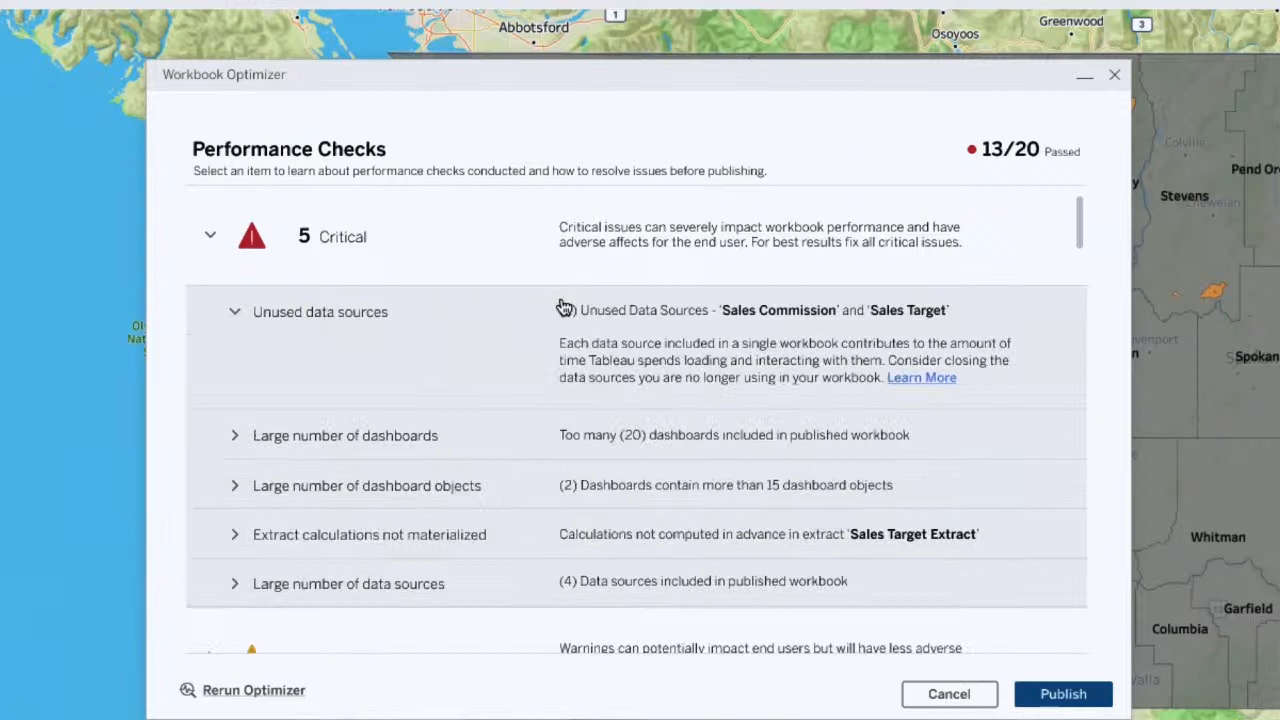 1
Abbotsford
Greenwood
3
Osoyoos
Workbook Optimizer
Performance Checks
13/20 Passed
Select an item to learn about performance checks conducted and how to resolve issues before publishing.
Colville
Pend Or
Stevens
Chewelah
5 Critical
Critical issues can severely impact workbook performance and have
adverse affects for the end user. For best results fix all critical issues.
Unused data sources
) Unused Data Sources - 'Sales Commission' and 'Sales Target'
Each data source included in a single workbook contributes to the amount of
time Tableau spends loading and interacting with them. Consider closing the
data sources you are no longer using in your workbook. Learn More
Ol
Nat
venport
Spokan
Large number of dashboards
Too many (20) dashboards included in published workbook
Large number of dashboard objects
(2) Dashboards contain more than 15 dashboard objects
Extract calculations not materialized
Calculations not computed in advance in extract 'Sales Target Extract'
Whitman
Large number of data sources
(4) Data sources included in published workbook
Garfield
Columbia
Warnings can potentially impact end users but will have less adverse
Walla
Rerun Optimizer
Cancel
Publish